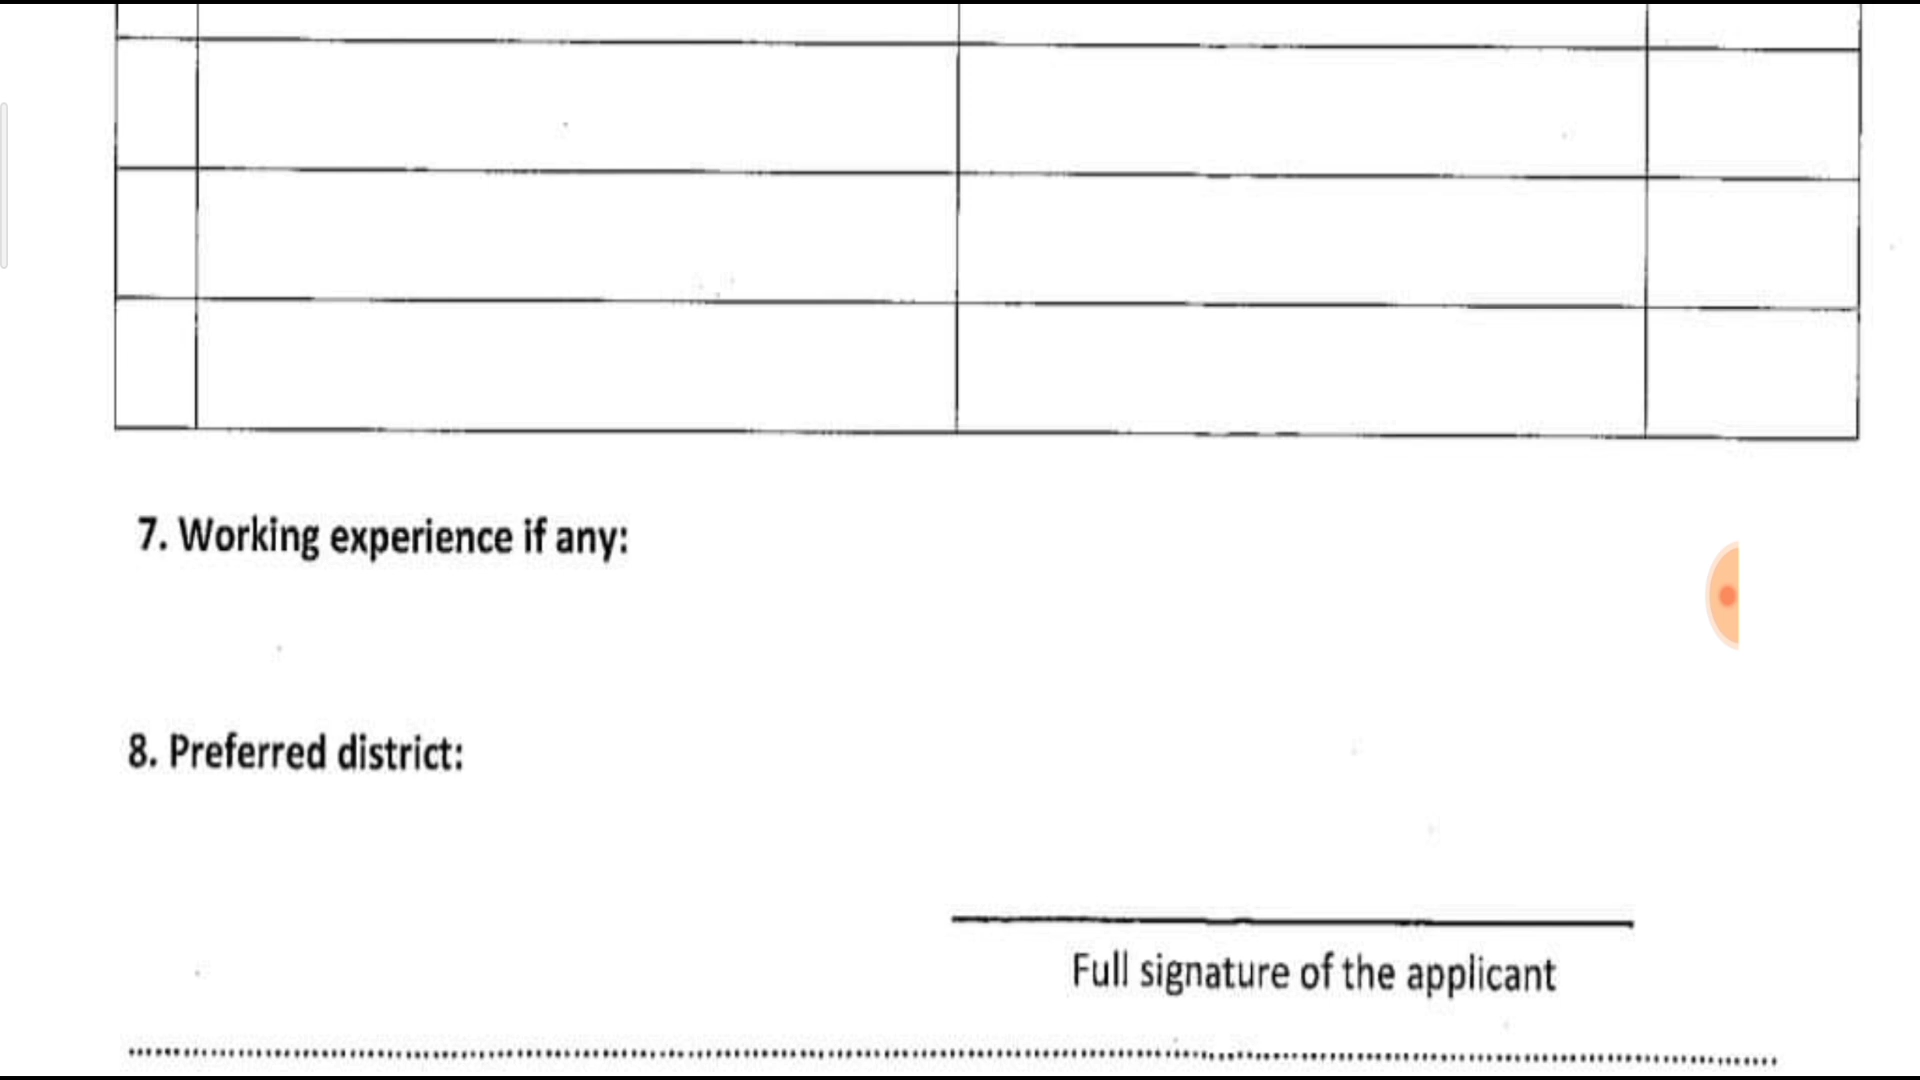 7. Working experience if any:
8. Preferred district:
Full signature of the applicant